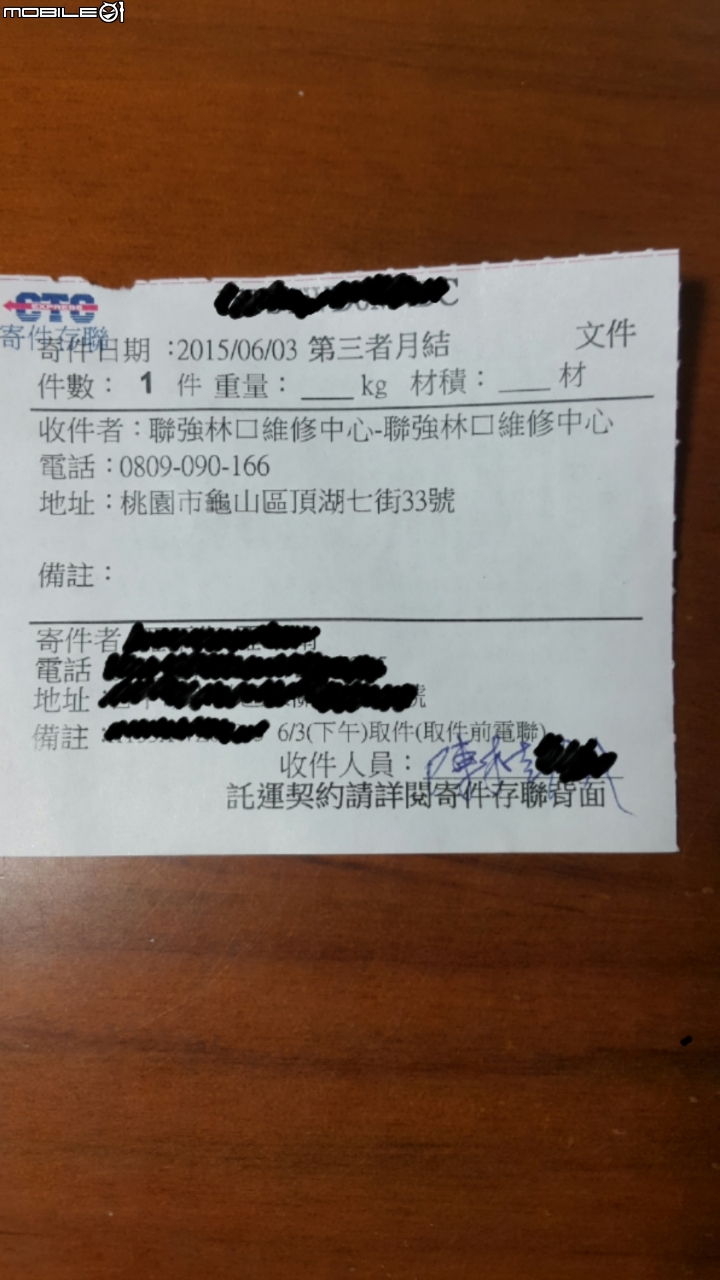 MOBILE01
CTC
EXPRESS
寄件存聯
寄件日期：2015/06/03 第三者月結 文件
件數：1 件 重量：____ kg 材積：____ 材
收件者：聯強林口維修中心-聯強林口維修中心
電話：0809-090-166
地址：桃園市龜山區頂湖七街33號
備註：
寄件者
電話
地址 號
備註 6/3(下午)取件(取件前電聯)
收件人員：陳
託運契約請詳閱寄件存聯背面